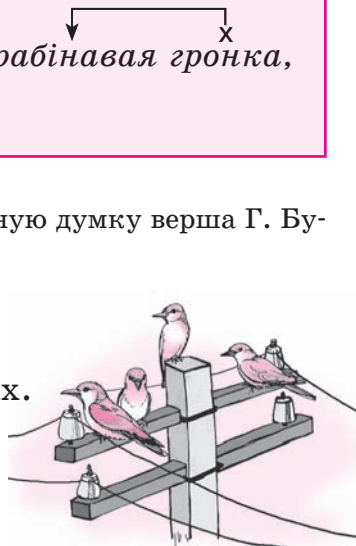 х
рабінавая гронка,
ную думку верша Г. Бу-
х.